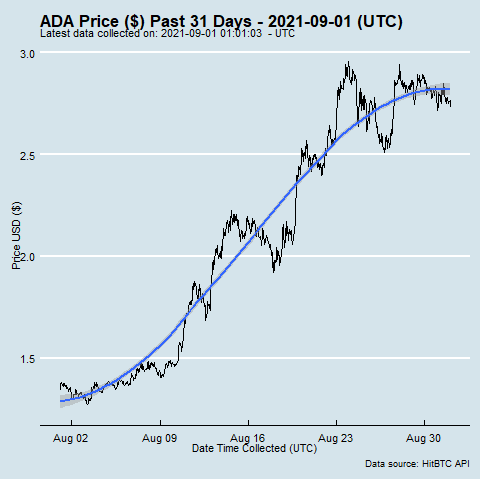 ADA Price ($) Past 31 Days - 2021-09-01 (UTC)
Latest data collected on: 2021-09-01 01:01:03 - UTC
3.0
2.5
2.0
1.5
Price USD ($)
Aug 02 Aug 09 Aug 16 Aug 23 Aug 30
Date Time Collected (UTC)
Data source: HitBTC API